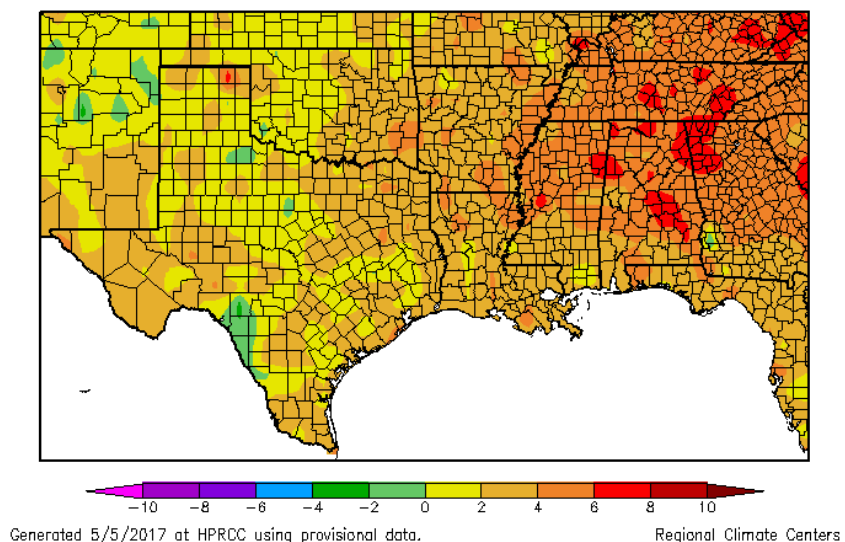 -10 -8 -6 -4 -2 0 2 4 6 8 10
Generated 5/5/2017 at HPRCC using provisional data. Regional Climate Centers